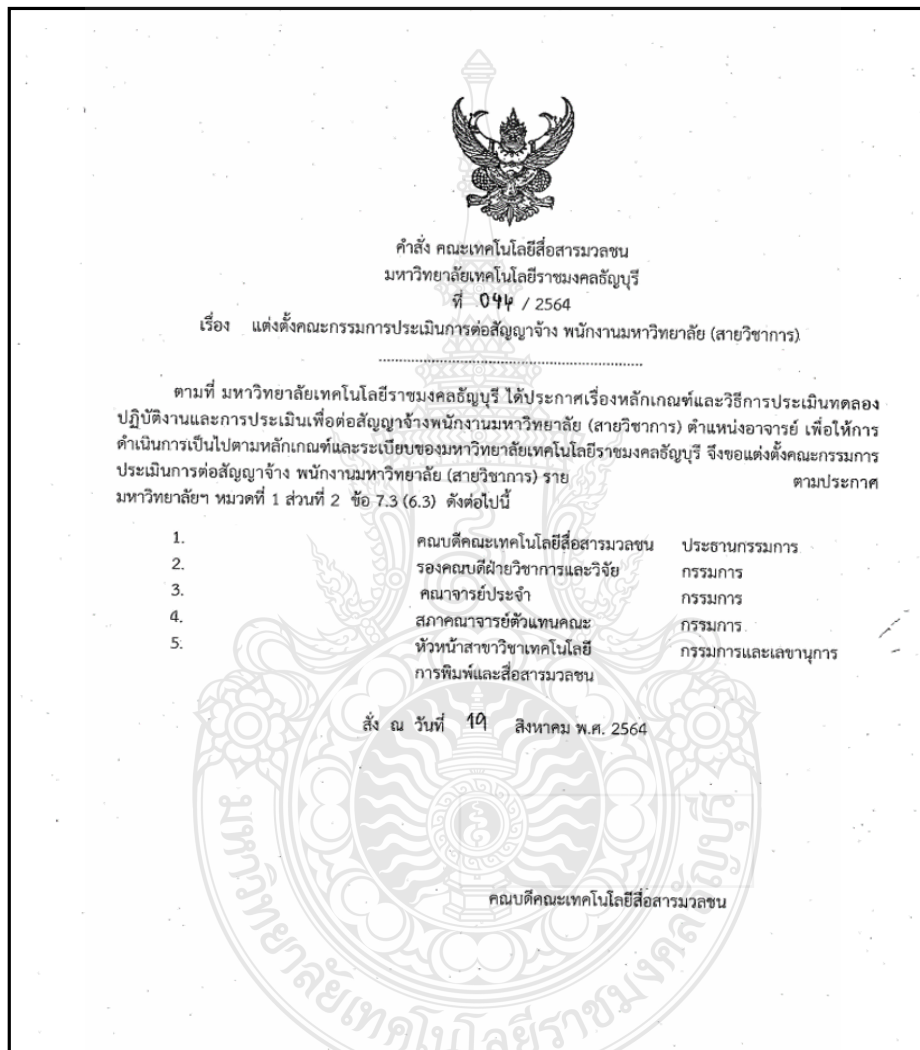 คำสั่ง คณะเทคโนโลยีสื่อสารมวลชน
มหาวิทยาลัยเทคโนโลยีราชมงคลธัญบุรี
ที่ 094 / 2564
เรื่อง แต่งตั้งคณะกรรมการประเมินการต่อสัญญาจ้าง พนักงานมหาวิทยาลัย (สายวิชาการ)
ตามที่ มหาวิทยาลัยเทคโนโลยีราชมงคลธัญบุรี ได้ประกาศเรื่องหลักเกณฑ์และวิธีการประเมินทดลอง
ปฏิบัติงานและการประเมินเพื่อต่อสัญญาจ้างพนักงานมหาวิทยาลัย (สายวิชาการ) ตำแหน่งอาจารย์ เพื่อให้การ
ดำเนินการเป็นไปตามหลักเกณฑ์และระเบียบของมหาวิทยาลัยเทคโนโลยีราชมงคลธัญบุรี จึงขอแต่งตั้งคณะกรรมการ
ประเมินการต่อสัญญาจ้าง พนักงานมหาวิทยาลัย (สายวิชาการ) ราย ตามประกาศ
มหาวิทยาลัยฯ หมวดที่ 1 ส่วนที่ 2 ข้อ 7.3 (6.3) ดังต่อไปนี้
1. คณบดีคณะเทคโนโลยีสื่อสารมวลชน ประธานกรรมการ
2. รองคณบดีฝ่ายวิชาการและวิจัย กรรมการ
3. คณาจารย์ประจำ กรรมการ
4. สภาคณาจารย์ตัวแทนคณะ กรรมการ
5. หัวหน้าสาขาวิชาเทคโนโลยี กรรมการและเลขานุการ
การพิมพ์และสื่อสารมวลชน
สั่ง ณ วันที่ 19 สิงหาคม พ.ศ. 2564
คณบดีคณะเทคโนโลยีสื่อสารมวลชน
มหาวิทยาลัยเทคโนโลยีราชมงคลธัญบุรี